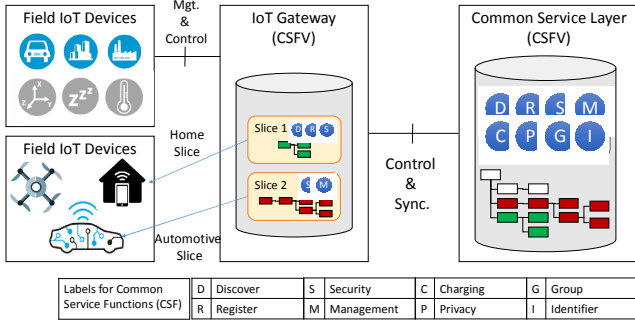 Field IoT Devices
X
Y
Z
zzz
Mgt.
&
Control
IoT Gateway
(CSFV)
Slice 1
D R S
Slice 2
S M
Common Service Layer
(CSFV)
D R S M
C P G I
Control
&
Sync.
Field IoT Devices
Home
Slice
Automotive
Slice
Labels for Common
Service Functions (CSF)
D Discover S Security C Charging G Group
R Register M Management P Privacy I Identifier